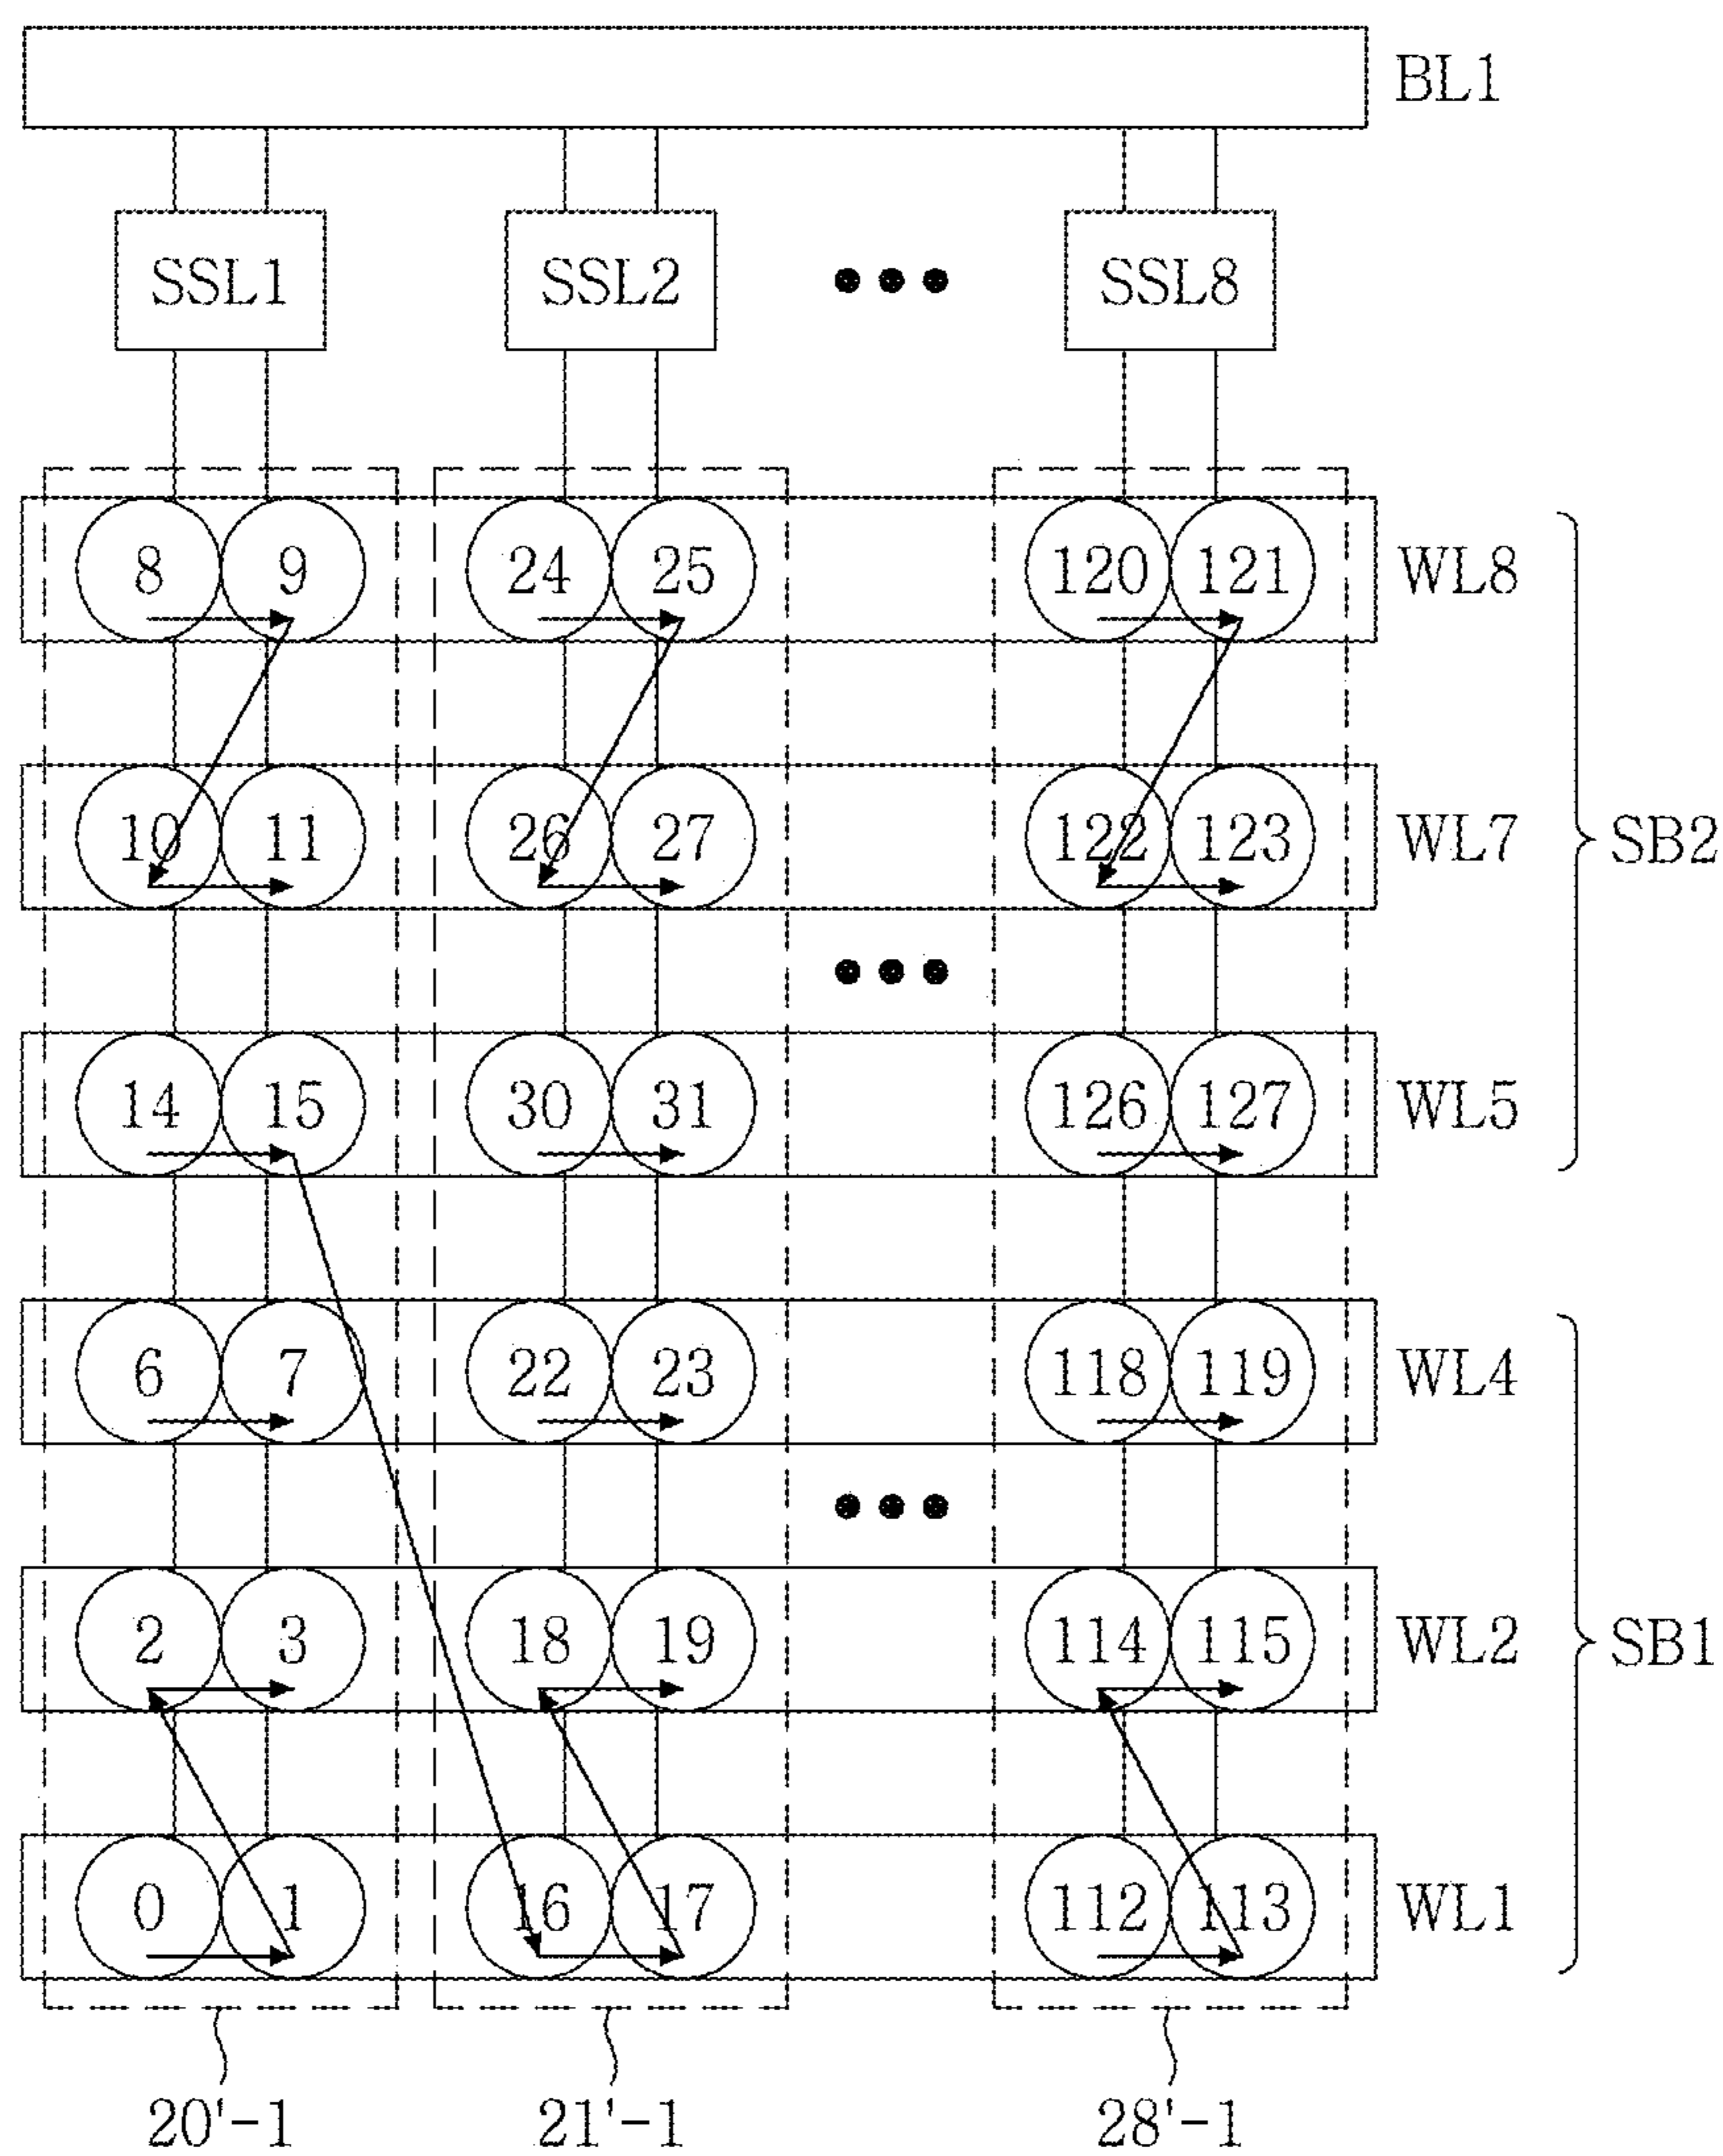 BL1
SSL1 SSL2 ••• SSL8
8 9 24 25 120 121 WL8
10 11 26 27 122 123 WL7
SB2
•••
14 15 30 31 126 127 WL5
6 7 22 23 118 119 WL4
•••
2 3 18 19 114 115 WL2
SB1
0 1 16 17 112 113 WL1
20'-1 21'-1 28'-1